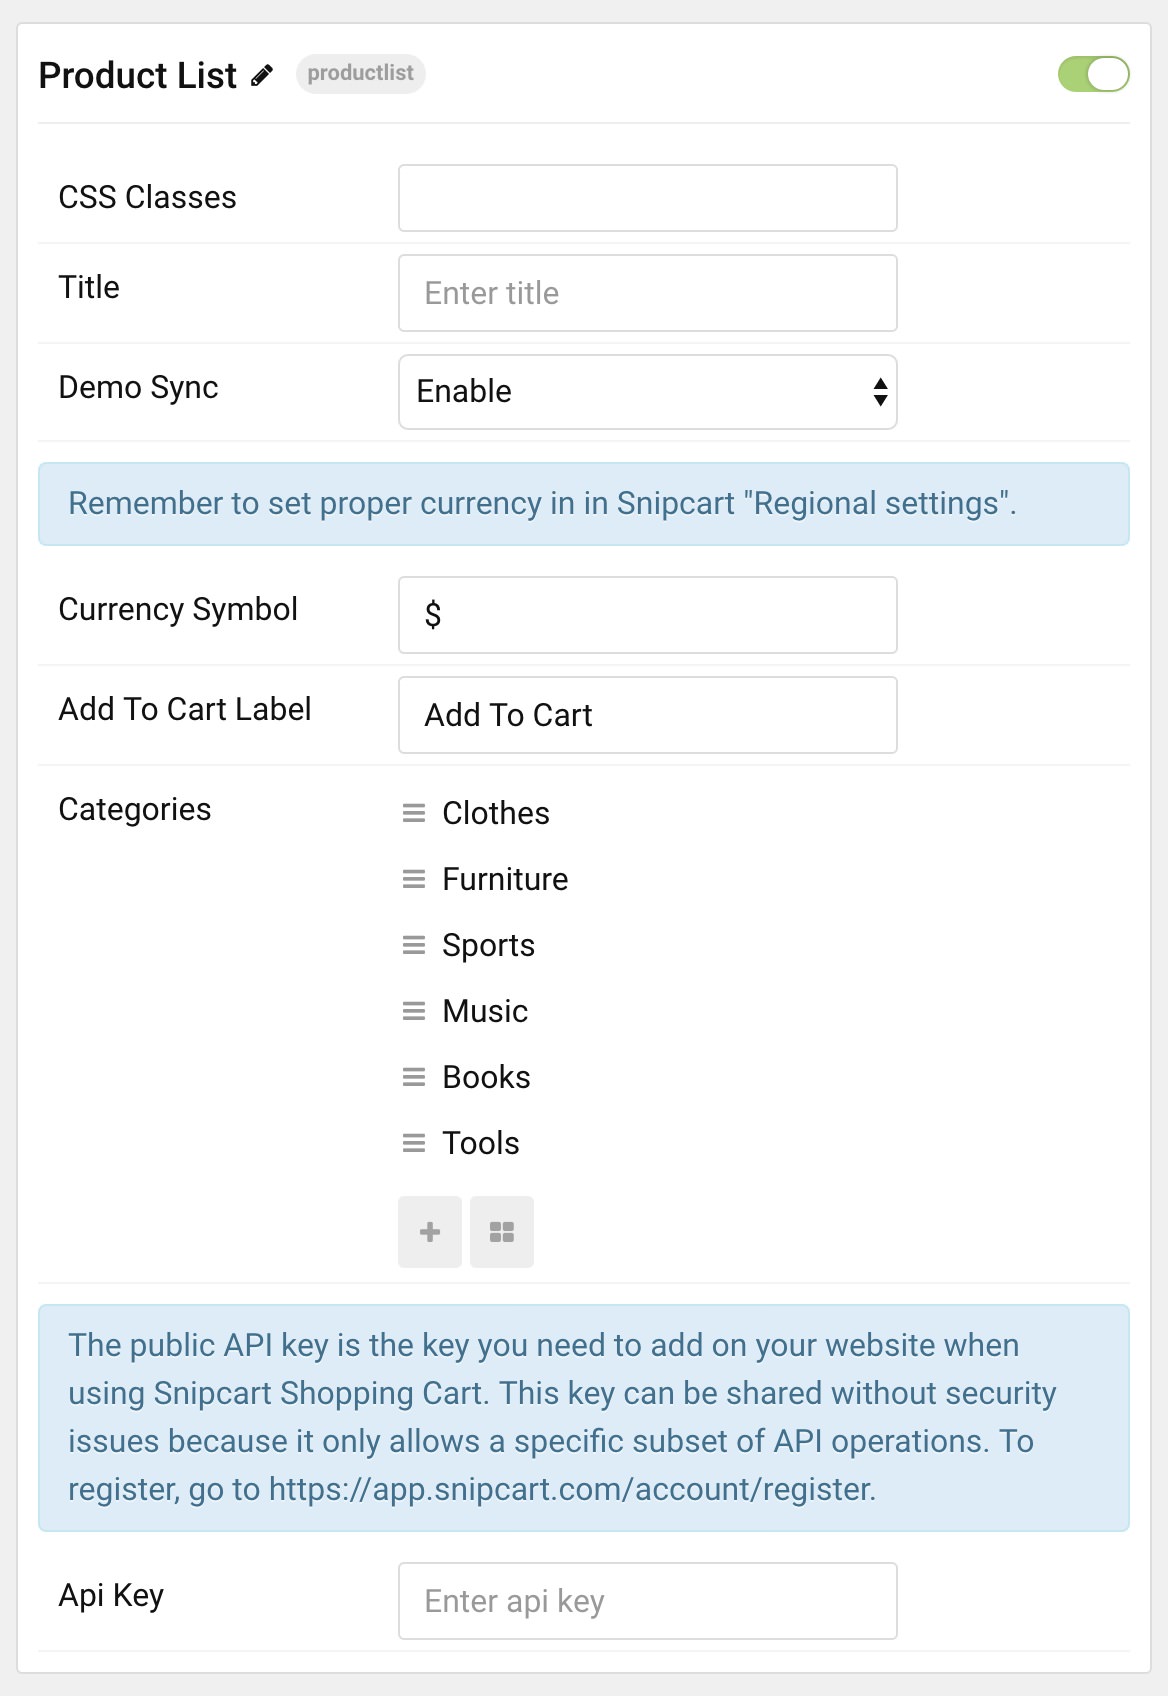 Product List productlist
CSS Classes
Title Enter title
Demo Sync Enable
Remember to set proper currency in in Snipcart "Regional settings".
Currency Symbol $
Add To Cart Label Add To Cart
Categories Clothes
Furniture
Sports
Music
Books
Tools
The public API key is the key you need to add on your website when
using Snipcart Shopping Cart. This key can be shared without security
issues because it only allows a specific subset of API operations. To
register, go to https://app.snipcart.com/account/register.
Api Key Enter api key